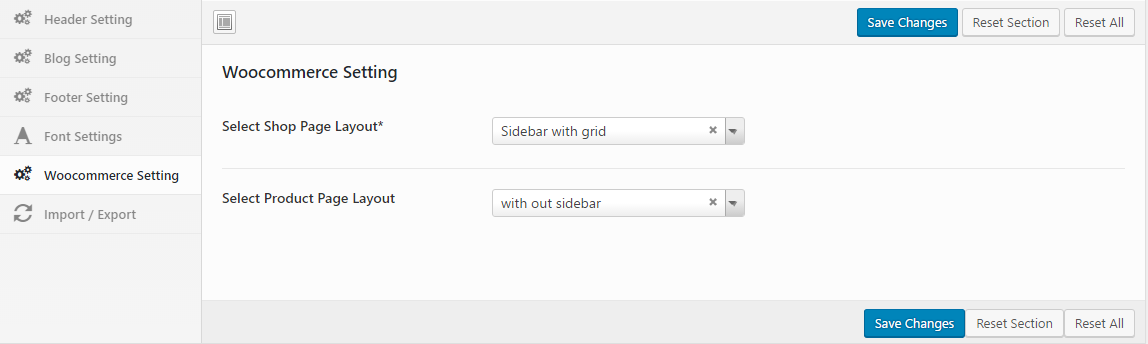 Header Setting
Blog Setting
Footer Setting
Font Settings
Woocommerce Setting
Import / Export
Save Changes Reset Section Reset All
Woocommerce Setting
Select Shop Page Layout* Sidebar with grid
Select Product Page Layout with out sidebar
Save Changes Reset Section Reset All